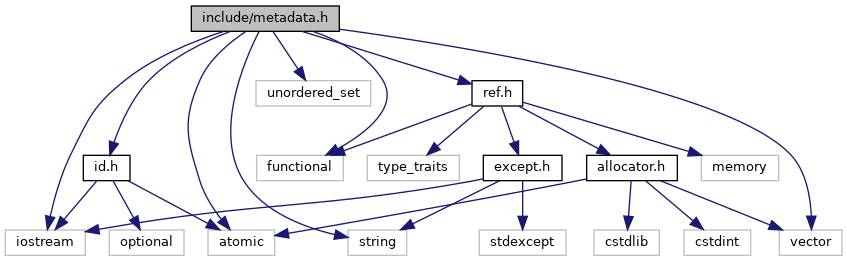 include/metadata.h
unordered_set
ref.h
id.h
functional
type_traits
except.h
allocator.h
memory
iostream
optional
atomic
string
stdexcept
cstdlib
cstdint
vector